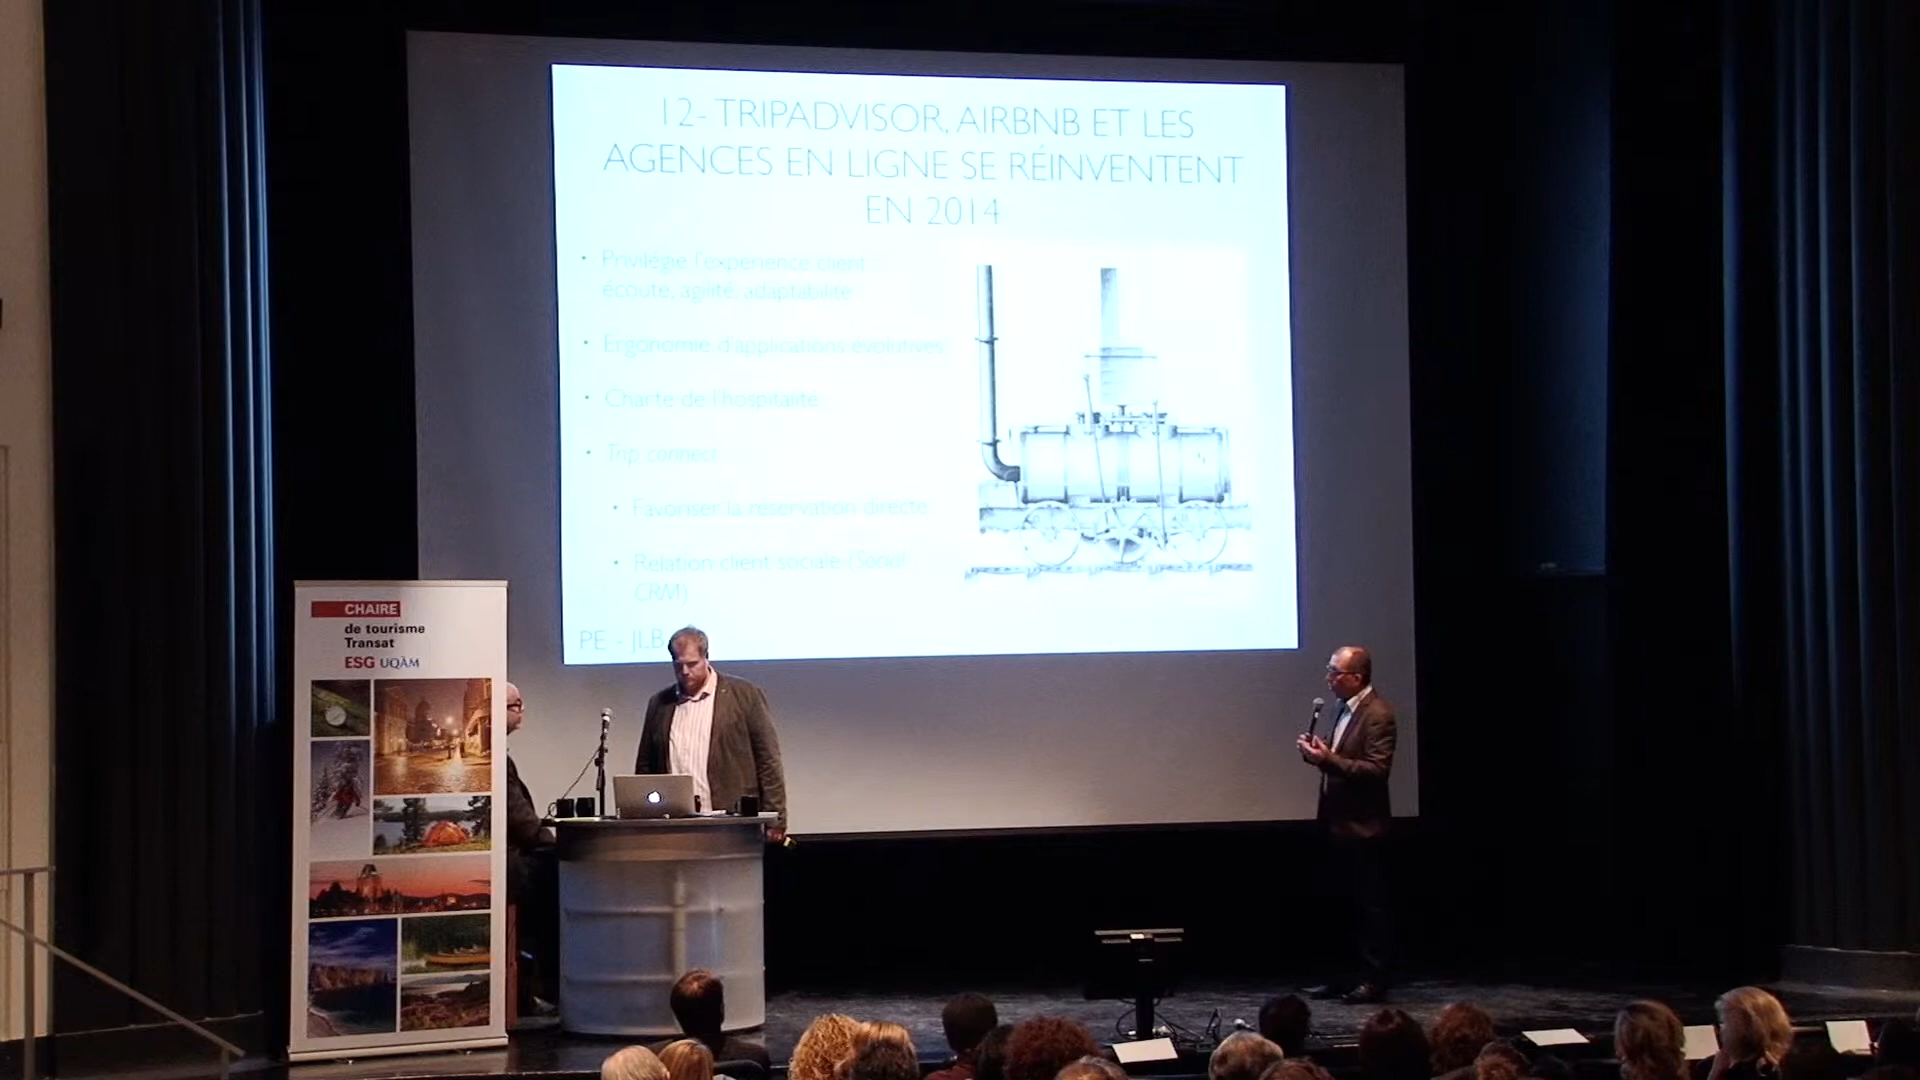 12- TRIPADVISOR, AIRBNB ET LES
AGENCES EN LIGNE SE RÉINVENTENT
EN 2014
• Privilégie l'expérience client :
écoute, agilité, adaptabilité
• Ergonomie d'applications évolutives
• Charte de l'hospitalité
• Trip connect
• Favoriser la réservation directe
• Relation client sociale (Social
CRM)
PE - JLB
CHAIRE
de tourisme
Transat
ESG UQÀM